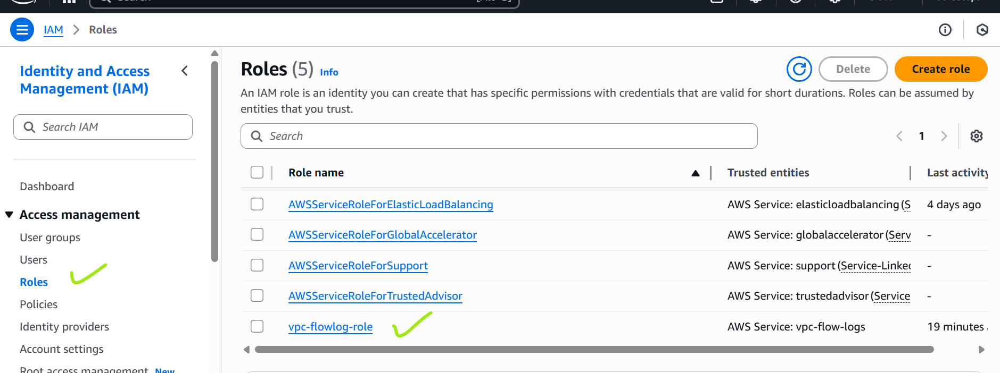 IAM > Roles
Identity and Access
Management (IAM)
Search IAM
Dashboard
Access management
User groups
Users
Roles
Policies
Identity providers
Account settings
Root access management New
Roles (5) Info
Delete
Create role
An IAM role is an identity you can create that has specific permissions with credentials that are valid for short durations. Roles can be assumed by
entities that you trust.
Search
1
Role name Trusted entities Last activity
AWSServiceRoleForElasticLoadBalancing AWS Service: elasticloadbalancing (S 4 days ago
AWSServiceRoleForGlobalAccelerator AWS Service: globalaccelerator (Serv -
AWSServiceRoleForSupport AWS Service: support (Service-Linked -
AWSServiceRoleForTrustedAdvisor AWS Service: trustedadvisor (Service -
vpc-flowlog-role AWS Service: vpc-flow-logs 19 minutes